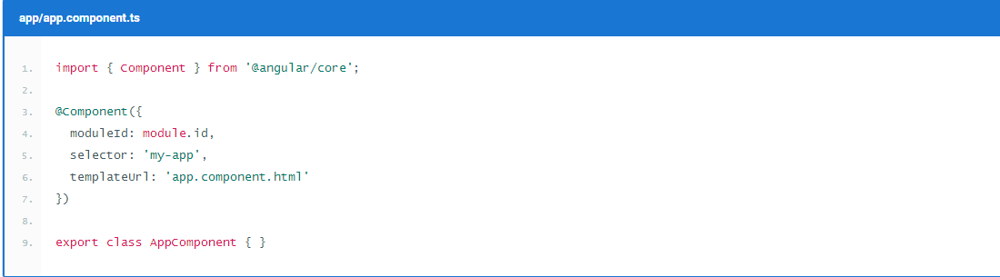 app/app.component.ts
1. import { Component } from '@angular/core';
2.
3. @Component({
4.   moduleId: module.id,
5.   selector: 'my-app',
6.   templateUrl: 'app.component.html'
7. })
8.
9. export class AppComponent { }